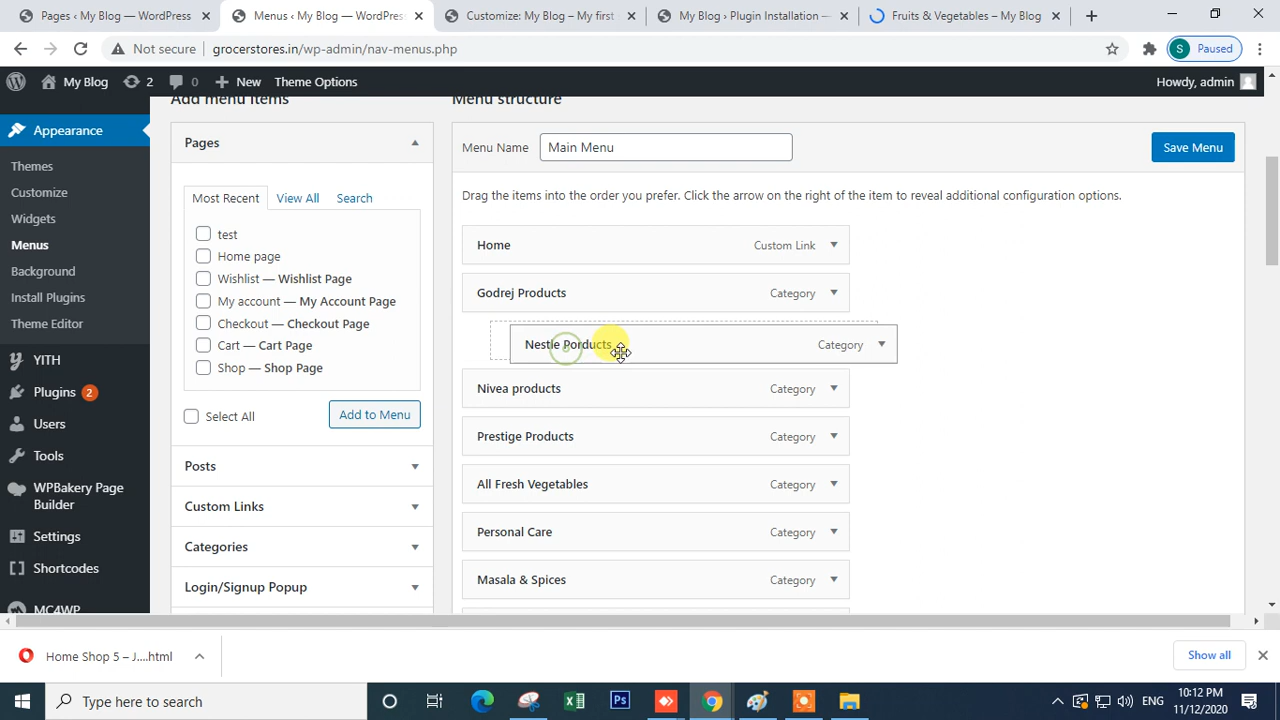 Pages ‹ My Blog — WordPress
Menus ‹ My Blog — WordPres
Customize: My Blog – My first
My Blog › Plugin Installation —
Fruits & Vegetables – My Blog
Not secure
grocerstores.in/wp-admin/nav-menus.php
S
Paused
My Blog
2
0
New
Theme Options
Howdy, admin
Appearance
Themes
Customize
Widgets
Menus
Background
Install Plugins
Theme Editor
YITH
Plugins 2
Users
Tools
WPBakery Page
Builder
Settings
Shortcodes
MC4WP
Add menu items
Pages
Most Recent
View All
Search
test
Home page
Wishlist — Wishlist Page
My account — My Account Page
Checkout — Checkout Page
Cart — Cart Page
Shop — Shop Page
Select All
Add to Menu
Posts
Custom Links
Categories
Login/Signup Popup
Menu structure
Menu Name
Main Menu
Save Menu
Drag the items into the order you prefer. Click the arrow on the right of the item to reveal additional configuration options.
Home
Custom Link
Godrej Products
Category
Nestle Porducts
Category
Nivea products
Category
Prestige Products
Category
All Fresh Vegetables
Category
Personal Care
Category
Masala & Spices
Category
Home Shop 5 – J....html
Show all
Type here to search
Ps
ENG
10:12 PM
11/12/2020